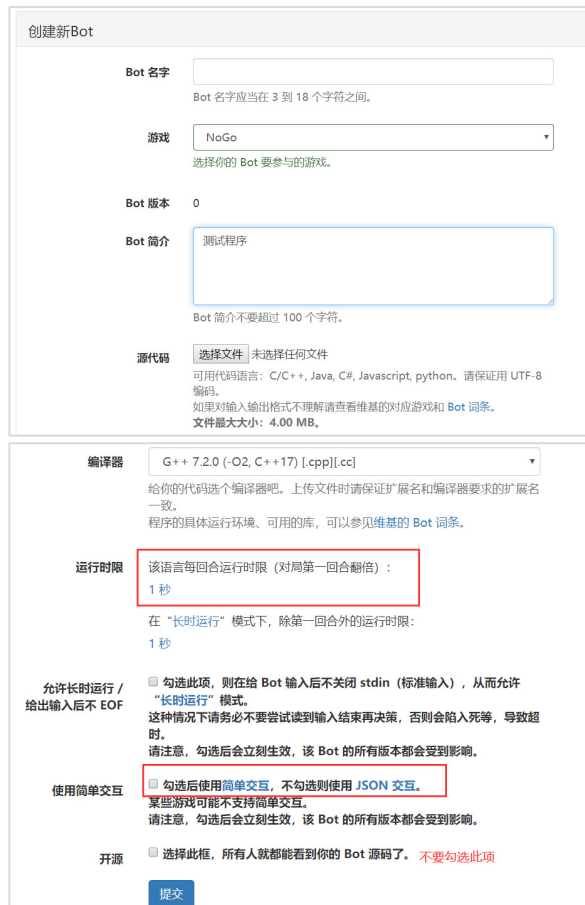 创建新Bot
Bot 名字
Bot 名字应当在 3 到 18 个字符之间。
游戏
NoGo
选择你的 Bot 要参与的游戏。
Bot 版本
0
Bot 简介
测试程序
Bot 简介不要超过 100 个字符。
源代码
选择文件 未选择任何文件
可用代码语言：C/C++, Java, C#, Javascript, python。请保证用 UTF-8
编码。
如果对输入输出格式不理解请查看维基的对应游戏和 Bot 词条。
文件最大大小：4.00 MB。
编译器
G++ 7.2.0 (-O2, C++17) [.cpp][.cc]
给你的代码选个编译器吧。上传文件时请保证扩展名和编译器要求的扩展名
一致。
程序的具体运行环境、可用的库，可以参见维基的 Bot 词条。
运行时限
该语言每回合运行时限（对局第一回合翻倍）：
1 秒
在“长时运行”模式下，除第一回合外的运行时限：
1 秒
允许长时运行 /
给出输入后不 EOF
勾选此项，则在给 Bot 输入后不关闭 stdin（标准输入），从而允许
“长时运行”模式。
这种情况下请务必不要尝试读到输入结束再决策，否则会陷入死等，导致超
时。
请注意，勾选后会立刻生效，该 Bot 的所有版本都会受到影响。
使用简单交互
勾选后使用简单交互，不勾选则使用 JSON 交互。
某些游戏可能不支持简单交互。
请注意，勾选后会立刻生效，该 Bot 的所有版本都会受到影响。
开源
选择此框，所有人就都能看到你的 Bot 源码了。 不要勾选此项
提交